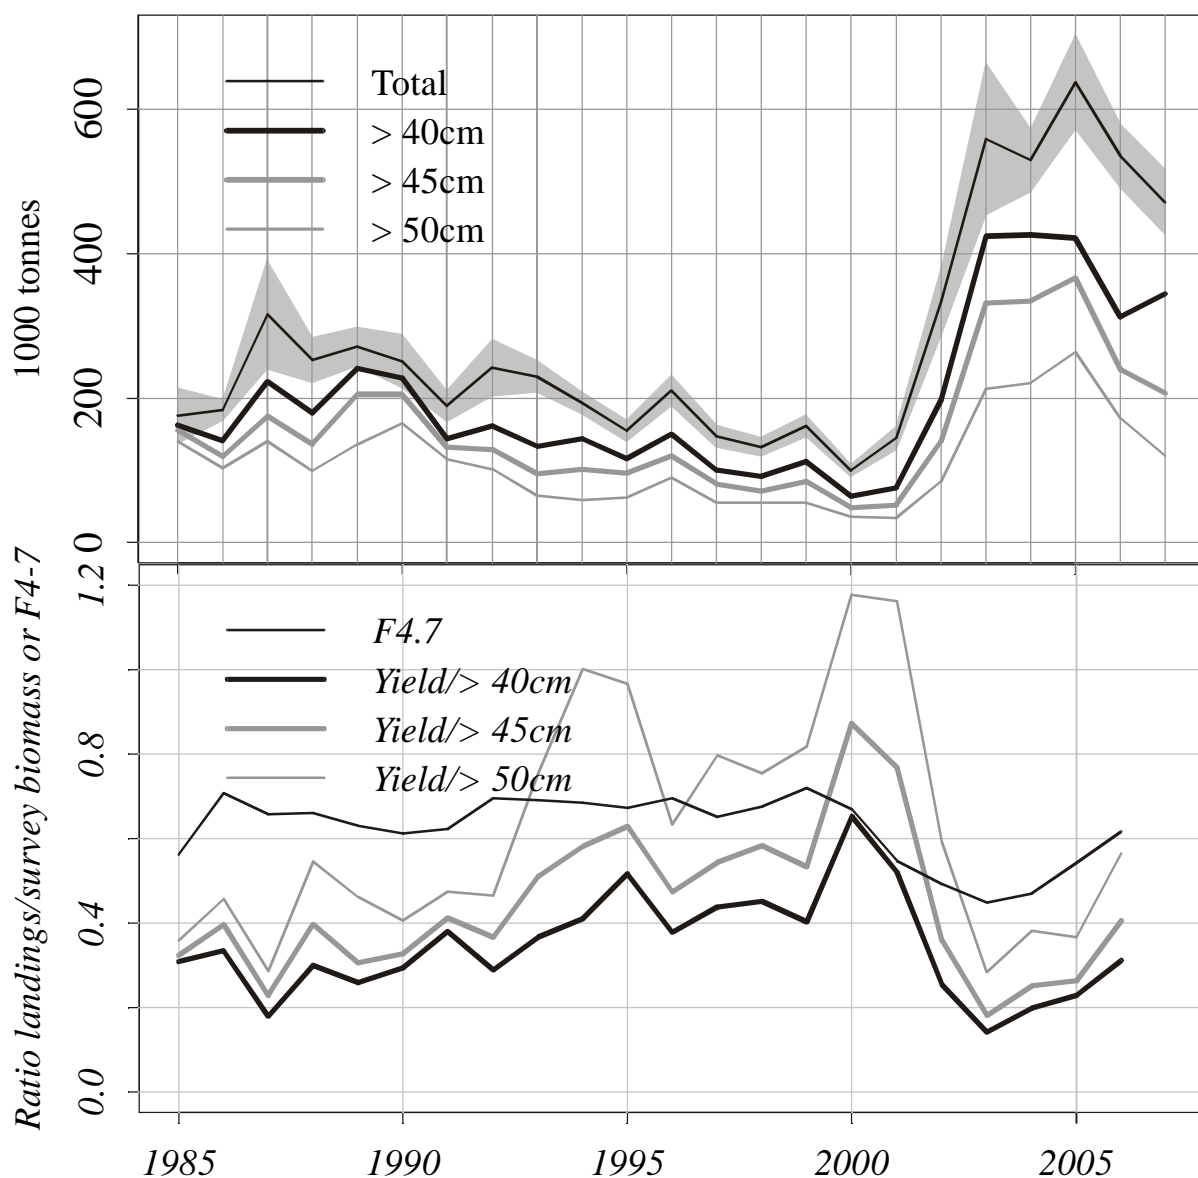 1000 tonnes
600
400
200
0
Total
> 40cm
> 45cm
> 50cm
Ratio landings/survey biomass or F4-7
1.2
0.8
0.4
0.0
F4.7
Yield/> 40cm
Yield/> 45cm
Yield/> 50cm
1985 1990 1995 2000 2005